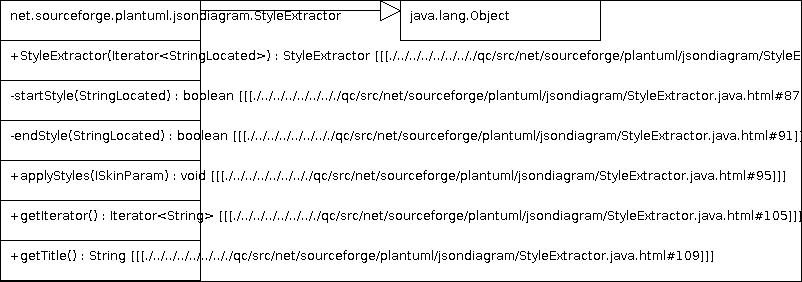 net.sourceforge.plantuml.jsondiagram.StyleExtractor
java.lang.Object
+StyleExtractor(Iterator<StringLocated>) : StyleExtractor [[[./../../../../../../../qc/src/net/sourceforge/plantuml/jsondiagram/StyleE
-startStyle(StringLocated) : boolean [[[./../../../../../../../qc/src/net/sourceforge/plantuml/jsondiagram/StyleExtractor.java.html#87
-endStyle(StringLocated) : boolean [[[./../../../../../../../qc/src/net/sourceforge/plantuml/jsondiagram/StyleExtractor.java.html#91]]
+applyStyles(ISkinParam) : void [[[./../../../../../../../qc/src/net/sourceforge/plantuml/jsondiagram/StyleExtractor.java.html#95]]]
+getIterator() : Iterator<String> [[[./../../../../../../../qc/src/net/sourceforge/plantuml/jsondiagram/StyleExtractor.java.html#105]]]
+getTitle() : String [[[./../../../../../../../qc/src/net/sourceforge/plantuml/jsondiagram/StyleExtractor.java.html#109]]]